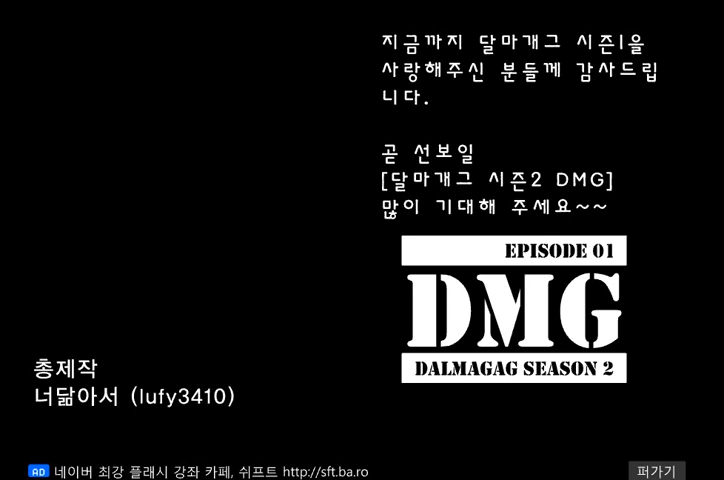 지금까지 달마개그 시즌1을
사랑해주신 분들께 감사드립
니다.
곧 선보일
[달마개그 시즌2 DMG]
많이 기대해 주세요~~
EPISODE 01
DMG
DALMAGAG SEASON 2
총제작
너닮아서 (lufy3410)
AD 네이버 최강 플래시 강좌 카페, 쉬프트 http://sft.ba.ro
퍼가기